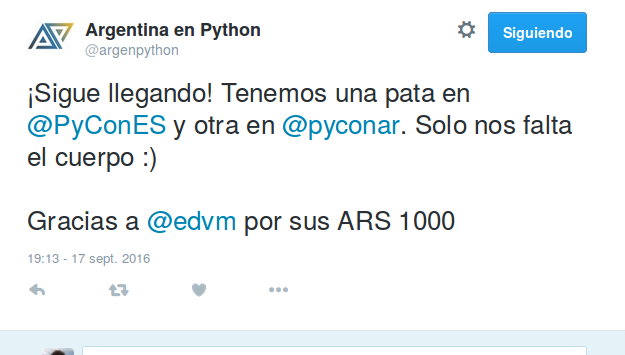 Argentina en Python
@argenpython
Siguiendo
¡Sigue llegando! Tenemos una pata en
@PyConES y otra en @pyconar. Solo nos falta
el cuerpo :)
Gracias a @edvm por sus ARS 1000
19:13 - 17 sept. 2016